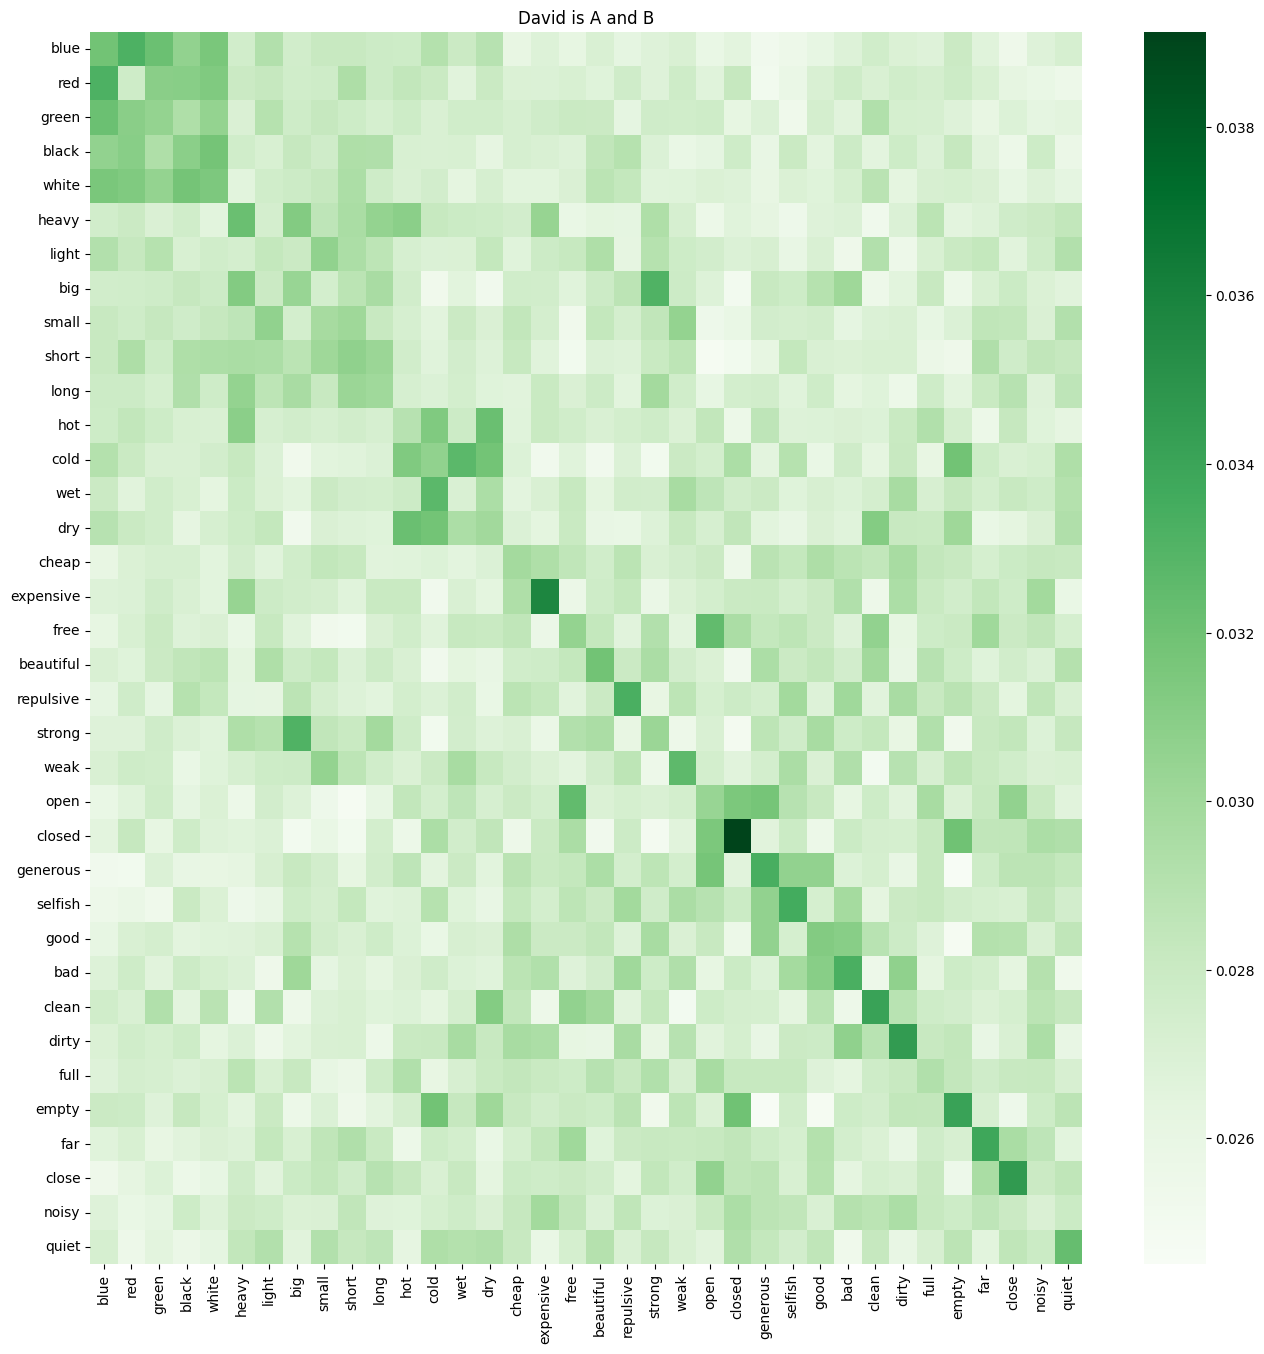 David is A and B
blue
red
green
black
white
heavy
light
big
small
short
long
hot
cold
wet
dry
cheap
expensive
free
beautiful
repulsive
strong
weak
open
closed
generous
selfish
good
bad
clean
dirty
full
empty
far
close
noisy
quiet
blue
red
green
black
white
heavy
light
big
small
short
long
hot
cold
wet
dry
cheap
expensive
free
beautiful
repulsive
strong
weak
open
closed
generous
selfish
good
bad
clean
dirty
full
empty
far
close
noisy
quiet
0.038
0.036
0.034
0.032
0.030
0.028
0.026